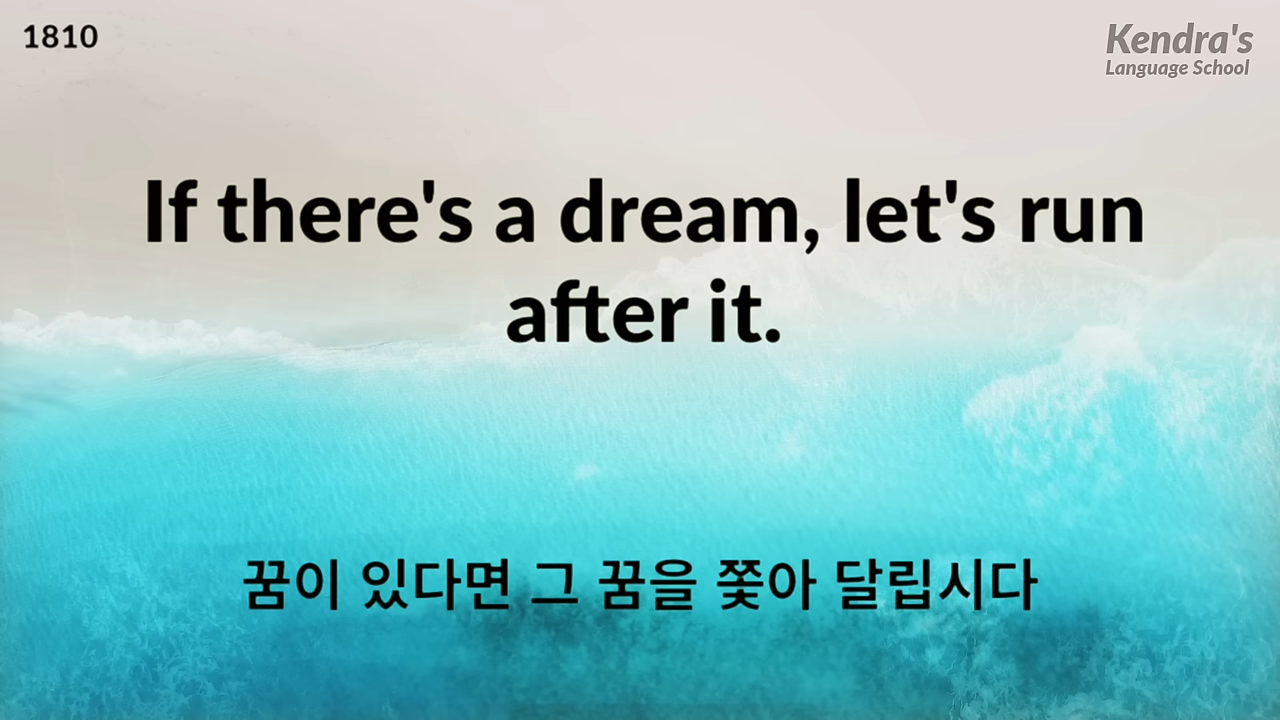 1810
Kendra's
Language School
If there's a dream, let's run
after it.
꿈이 있다면 그 꿈을 쫓아 달립시다